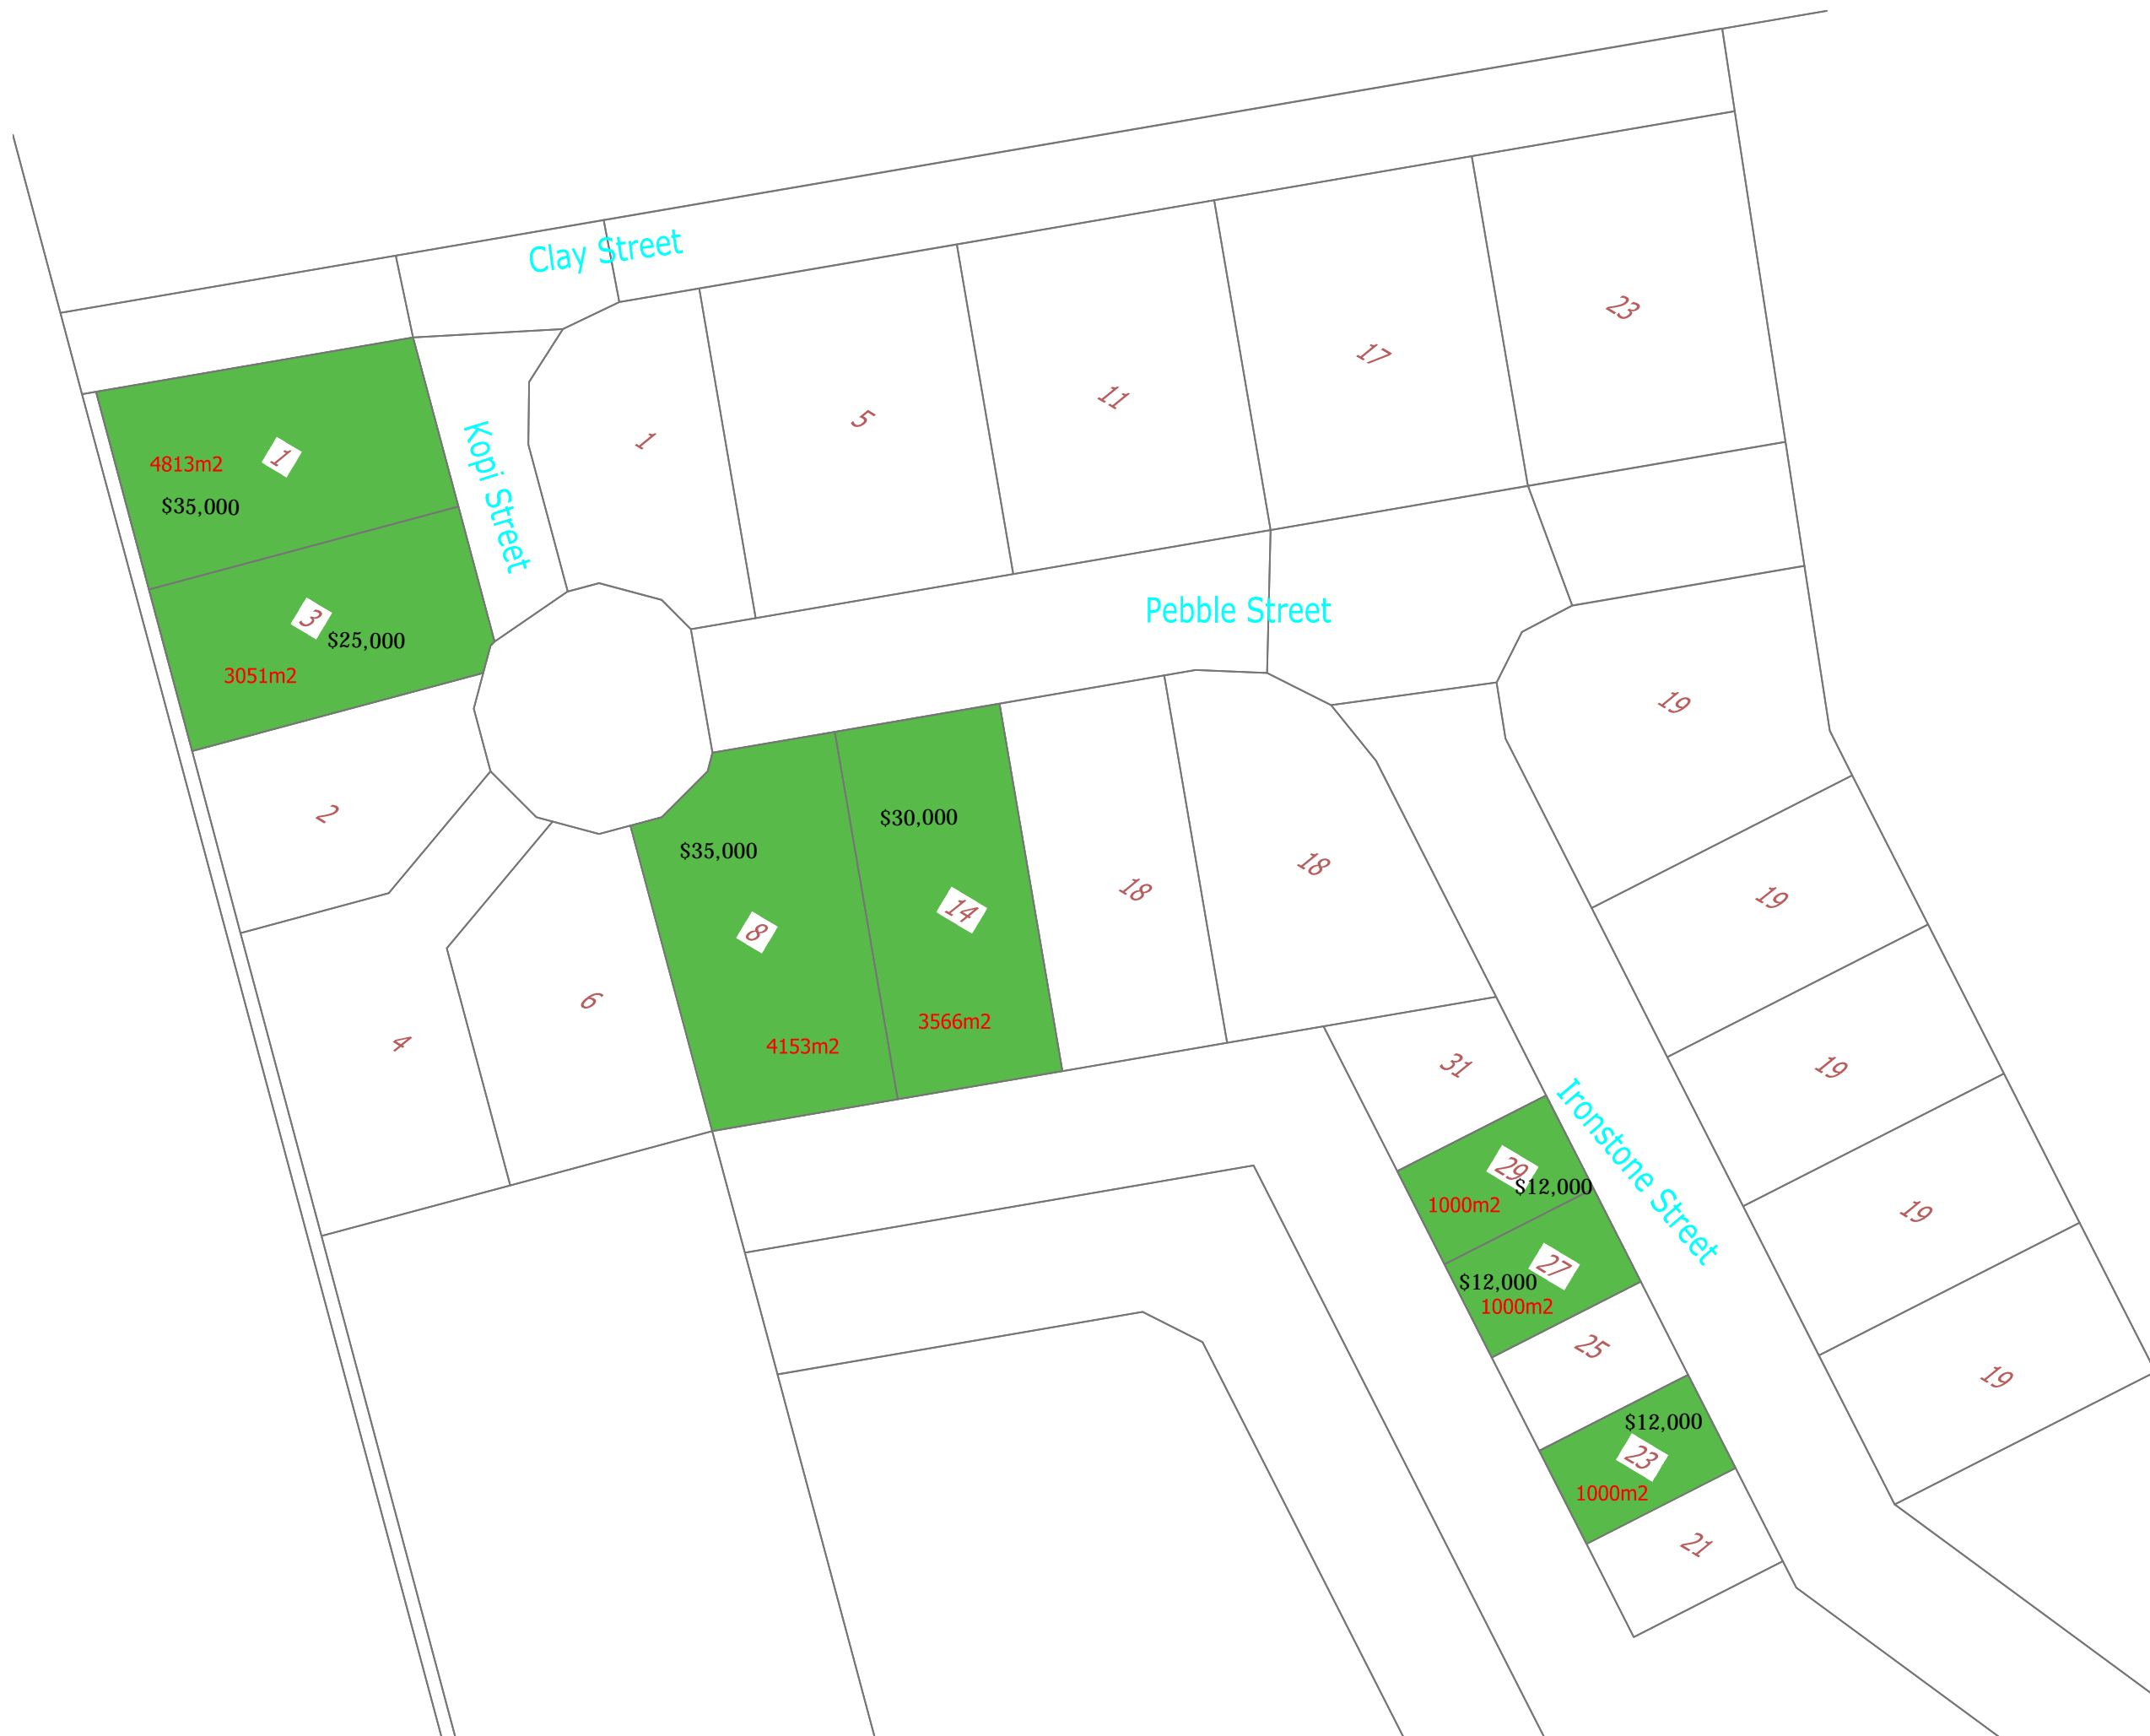 Clay Street
23
17
11
5
1
Kopi Street
1
4813m2
$35,000
3
$25,000
3051m2
Pebble Street
19
2
$35,000
$30,000
18
18
8
14
19
6
3566m2
4153m2
4
31
19
Ironstone Street
29
$12,000
1000m2
19
27
$12,000
1000m2
25
19
$12,000
23
1000m2
21